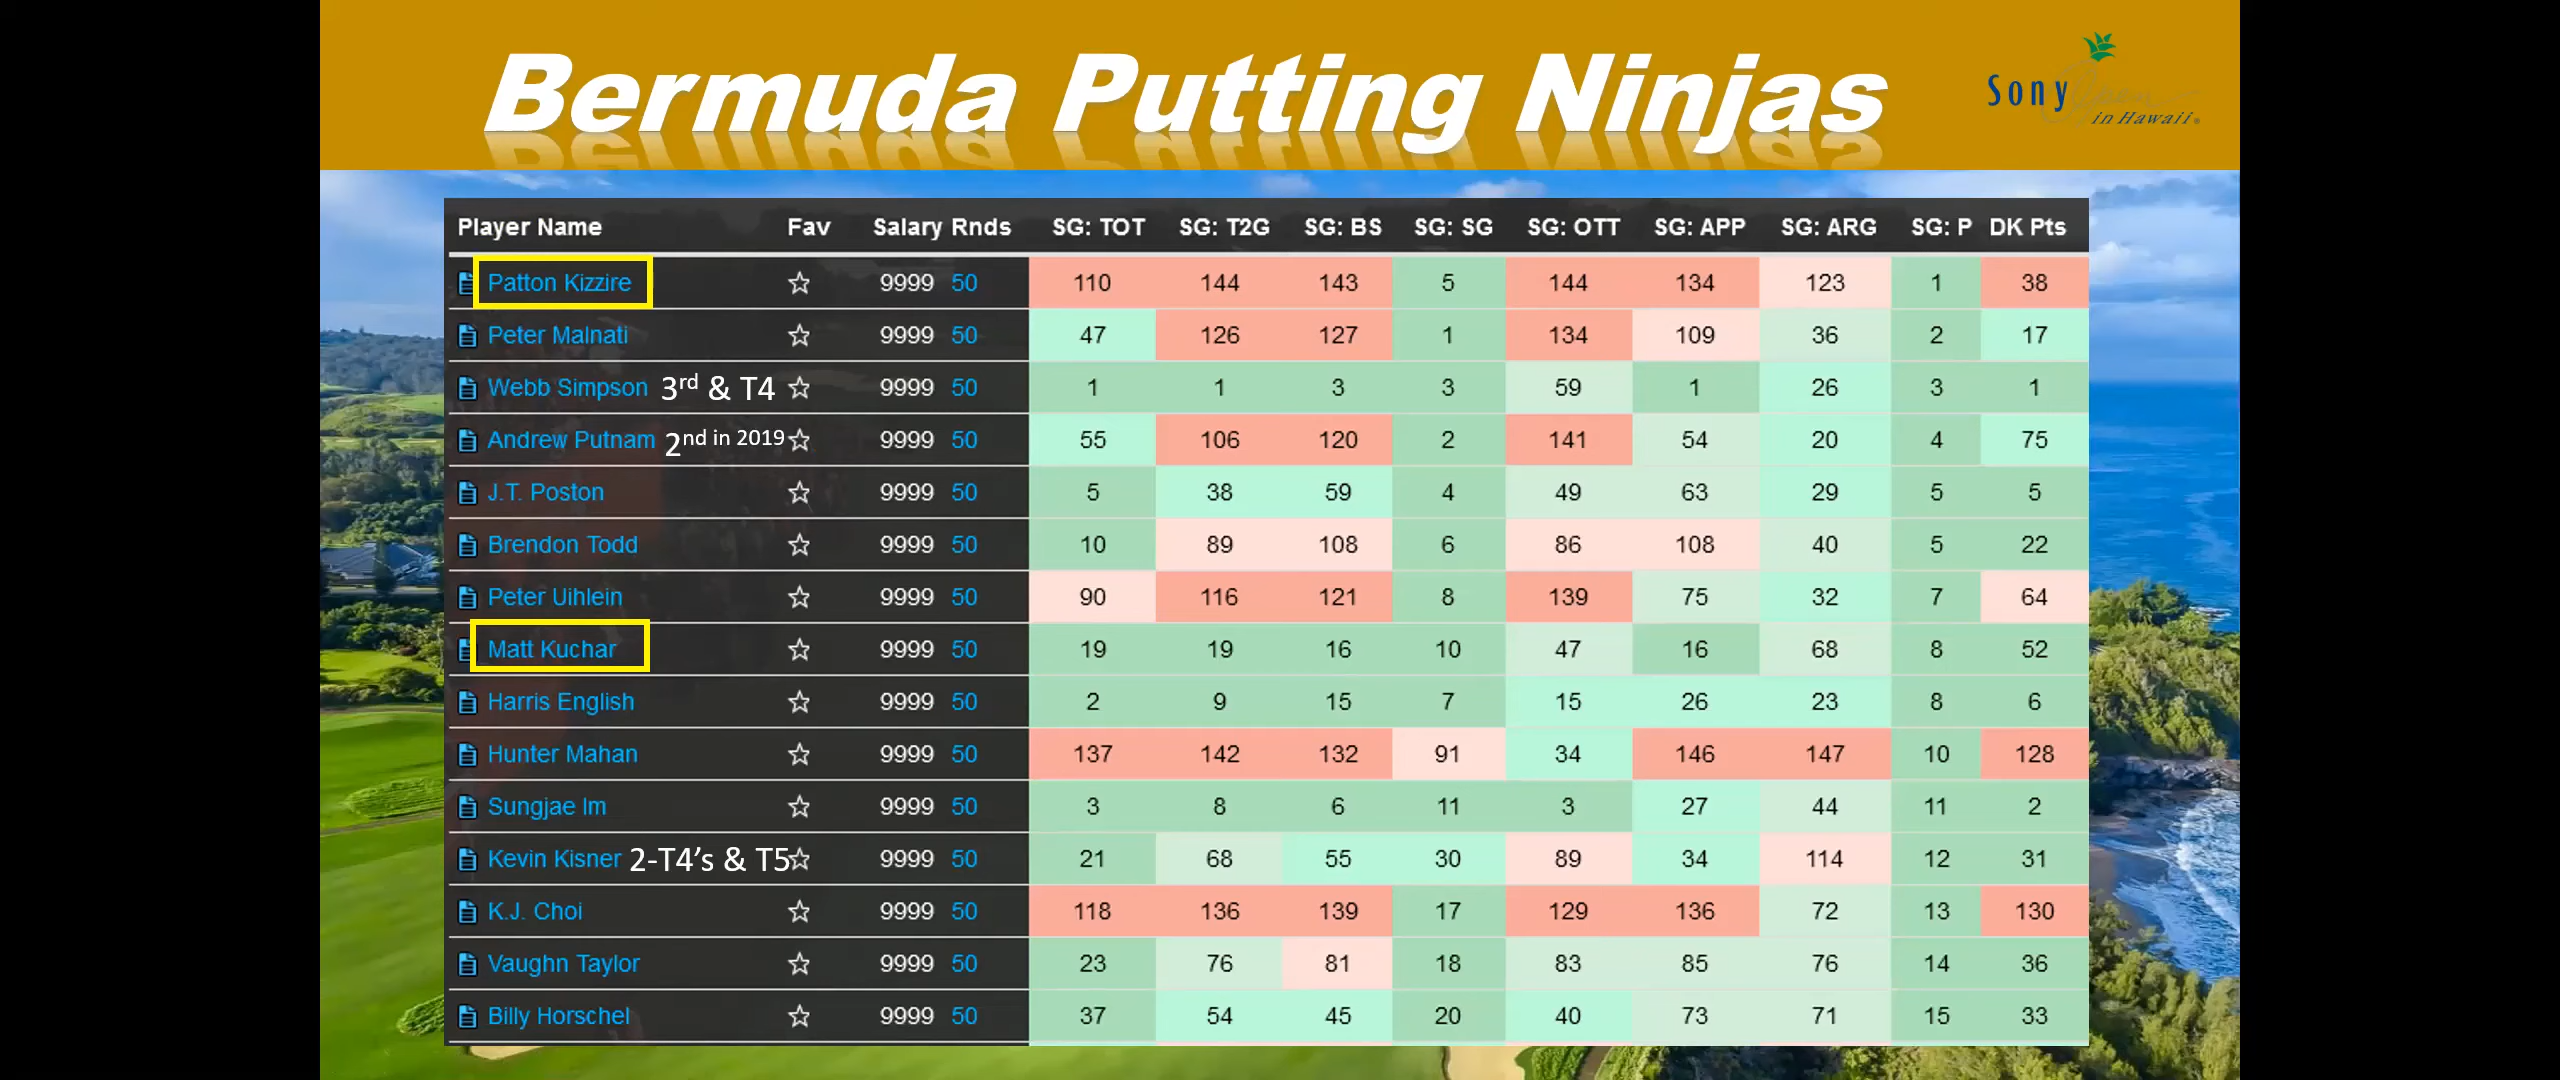 Bermuda Putting Ninjas
Sony Open
in Hawaii
Player Name Fav Salary Rnds SG: TOT SG: T2G SG: BS SG: SG SG: OTT SG: APP SG: ARG SG: P DK Pts
Patton Kizzire 9999 50 110 144 143 5 144 134 123 1 38
Peter Malnati 9999 50 47 126 127 1 134 109 36 2 17
Webb Simpson 3rd & T4 9999 50 1 1 3 3 59 1 26 3 1
Andrew Putnam 2nd in 2019 9999 50 55 106 120 2 141 54 20 4 75
J.T. Poston 9999 50 5 38 59 4 49 63 29 5 5
Brendon Todd 9999 50 10 89 108 6 86 108 40 5 22
Peter Uihlein 9999 50 90 116 121 8 139 75 32 7 64
Matt Kuchar 9999 50 19 19 16 10 47 16 68 8 52
Harris English 9999 50 2 9 15 7 15 26 23 8 6
Hunter Mahan 9999 50 137 142 132 91 34 146 147 10 128
Sungjae Im 9999 50 3 8 6 11 3 27 44 11 2
Kevin Kisner 2-T4's & T5 9999 50 21 68 55 30 89 34 114 12 31
K.J. Choi 9999 50 118 136 139 17 129 136 72 13 130
Vaughn Taylor 9999 50 23 76 81 18 83 85 76 14 36
Billy Horschel 9999 50 37 54 45 20 40 73 71 15 33